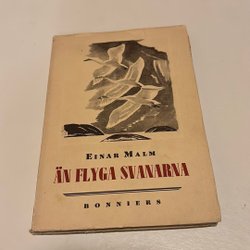 EINAR MALM
ÄN FLYGA SVANARNA
BONNIERS